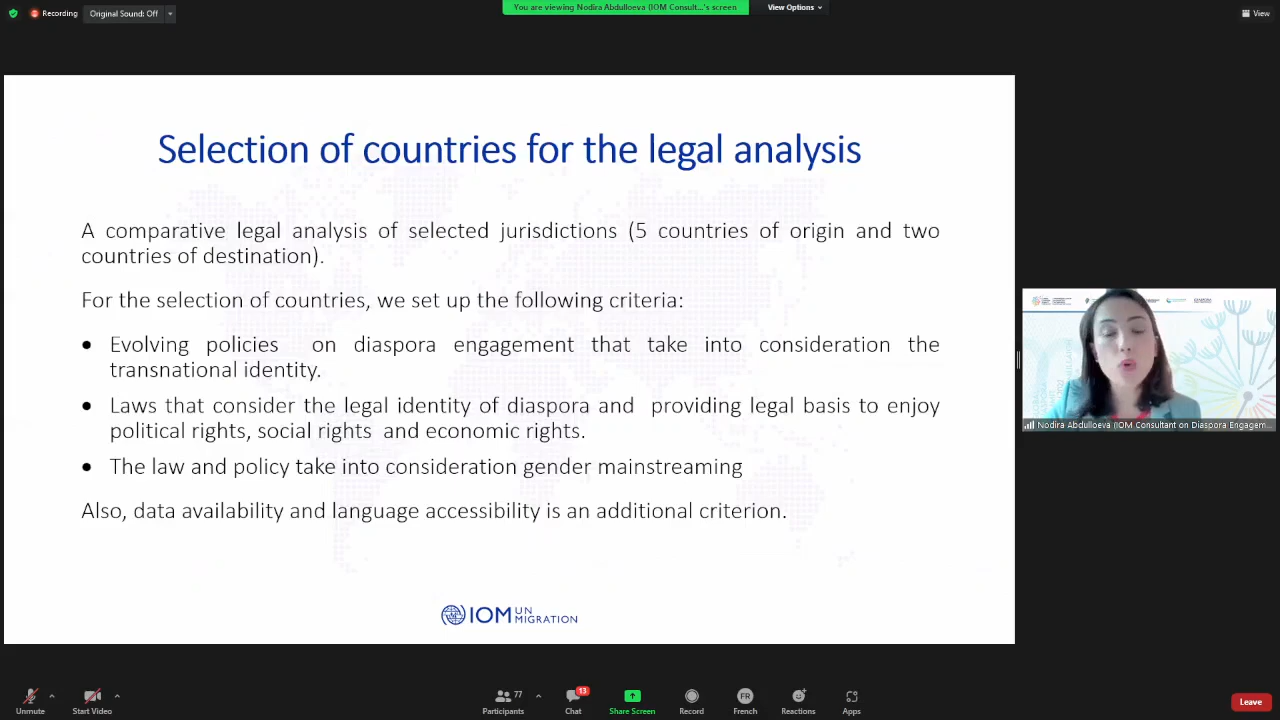 Recording
Original Sound: Off
You are viewing Nodira Abdulloeva (IOM Consult...'s screen
View Options
View
Selection of countries for the legal analysis
A comparative legal analysis of selected jurisdictions (5 countries of origin and two
countries of destination).
For the selection of countries, we set up the following criteria:
• Evolving policies on diaspora engagement that take into consideration the
transnational identity.
• Laws that consider the legal identity of diaspora and providing legal basis to enjoy
political rights, social rights and economic rights.
• The law and policy take into consideration gender mainstreaming
Also, data availability and language accessibility is an additional criterion.
IOM UN
MIGRATION
Nodira Abdulloeva (IOM Consultant on Diaspora Engagem...
Unmute
Start Video
77
Participants
13
Chat
Share Screen
Record
FR
French
Reactions
Apps
Leave